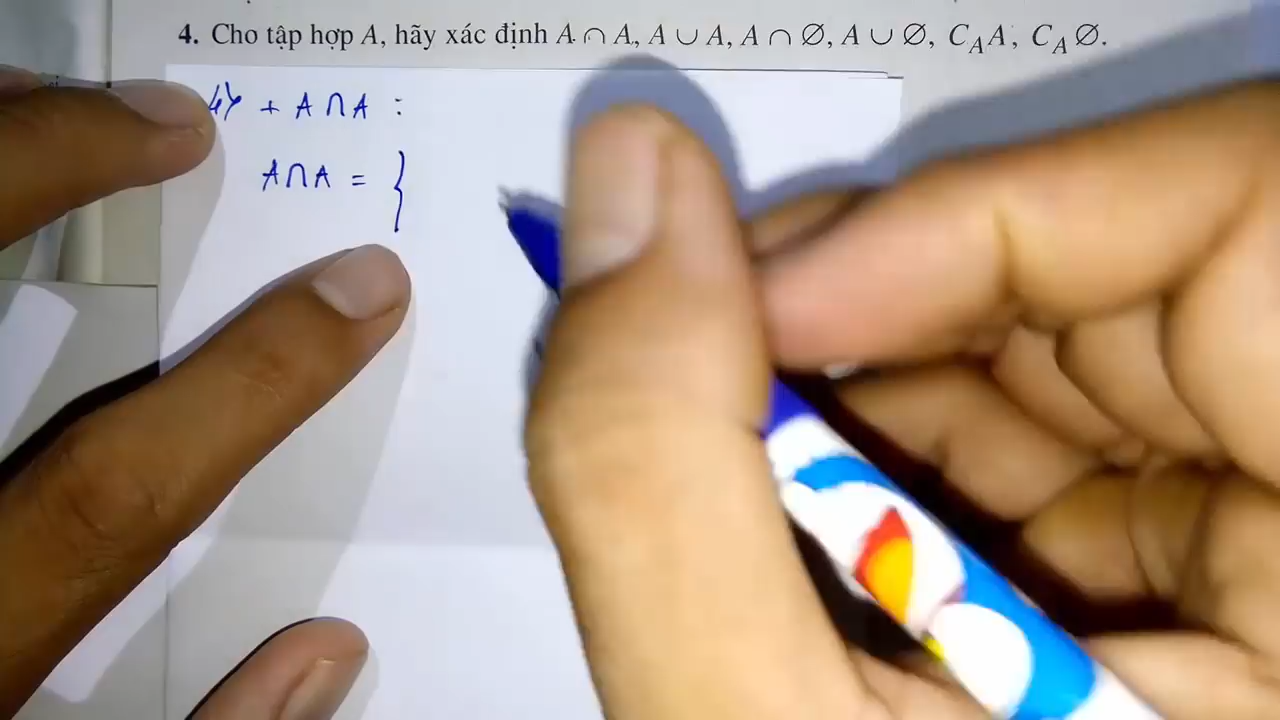 4. Cho tập hợp A, hãy xác định A ∩ A, A ∪ A, A ∩ ∅, A ∪ ∅, C_A A, C_A ∅.
4) + A ∩ A :
A ∩ A = {